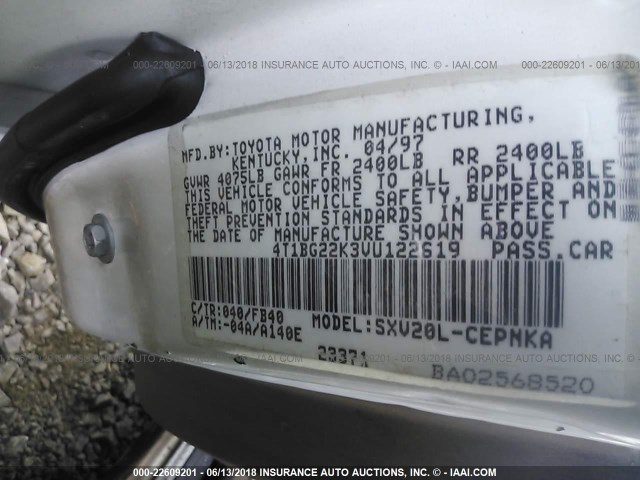 000-22609201 - 06/13/2018 INSURANCE AUTO AUCTIONS, INC. - © IAAI.COM
MFD.BY:TOYOTA MOTOR MANUFACTURING,
KENTUCKY,INC. 04/97
GVWR 4075LB GAWR FR 2400LB RR 2400LB
THIS VEHICLE CONFORMS TO ALL APPLICABLE
FEDERAL MOTOR VEHICLE SAFETY,BUMPER AND
THEFT PREVENTION STANDARDS IN EFFECT ON
THE DATE OF MANUFACTURE SHOWN ABOVE
4T1BG22K3VU122619 PASS.CAR
C/TR:040/FB40
A/TM:-04A/A140E MODEL:SXV20L-CEPNKA
23371
BA02568520
000-22609201 - 06/13/2018 INSURANCE AUTO AUCTIONS, INC. - © IAAI.COM